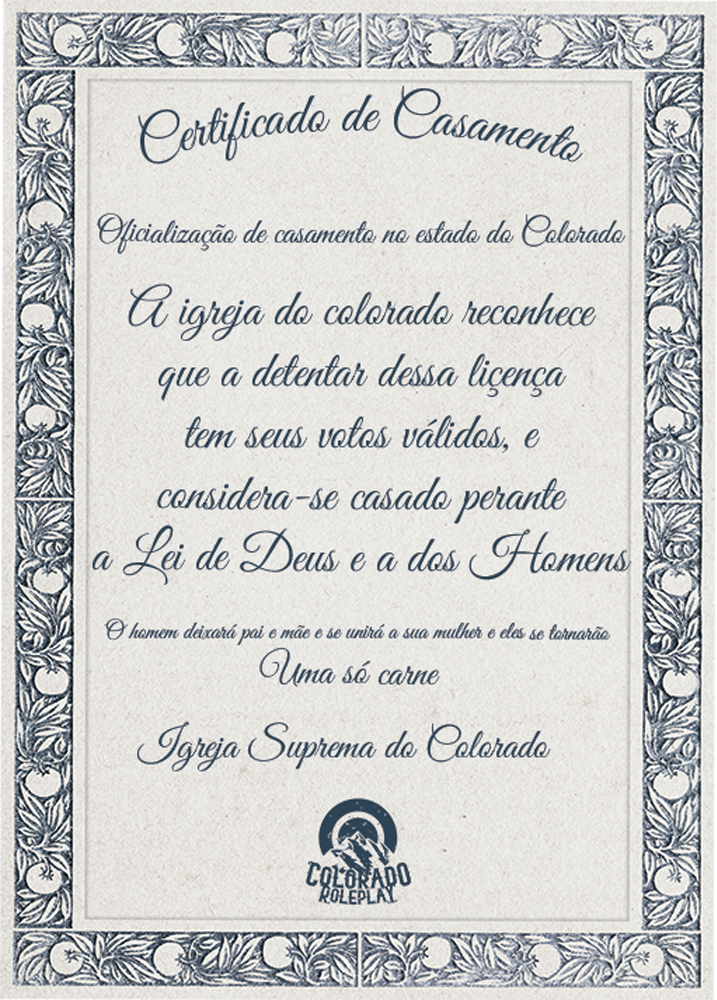 Certificado de Casamento
Oficialização de casamento no estado do Colorado
A igreja do colorado reconhece
que a detentar dessa liçença
tem seus votos válidos, e
considera-se casado perante
a Lei de Deus e a dos Homens
O homem deixará pai e mãe e se unirá a sua mulher e eles se tornarão
Uma só carne
Igreja Suprema do Colorado
COLORADO
ROLEPLAY